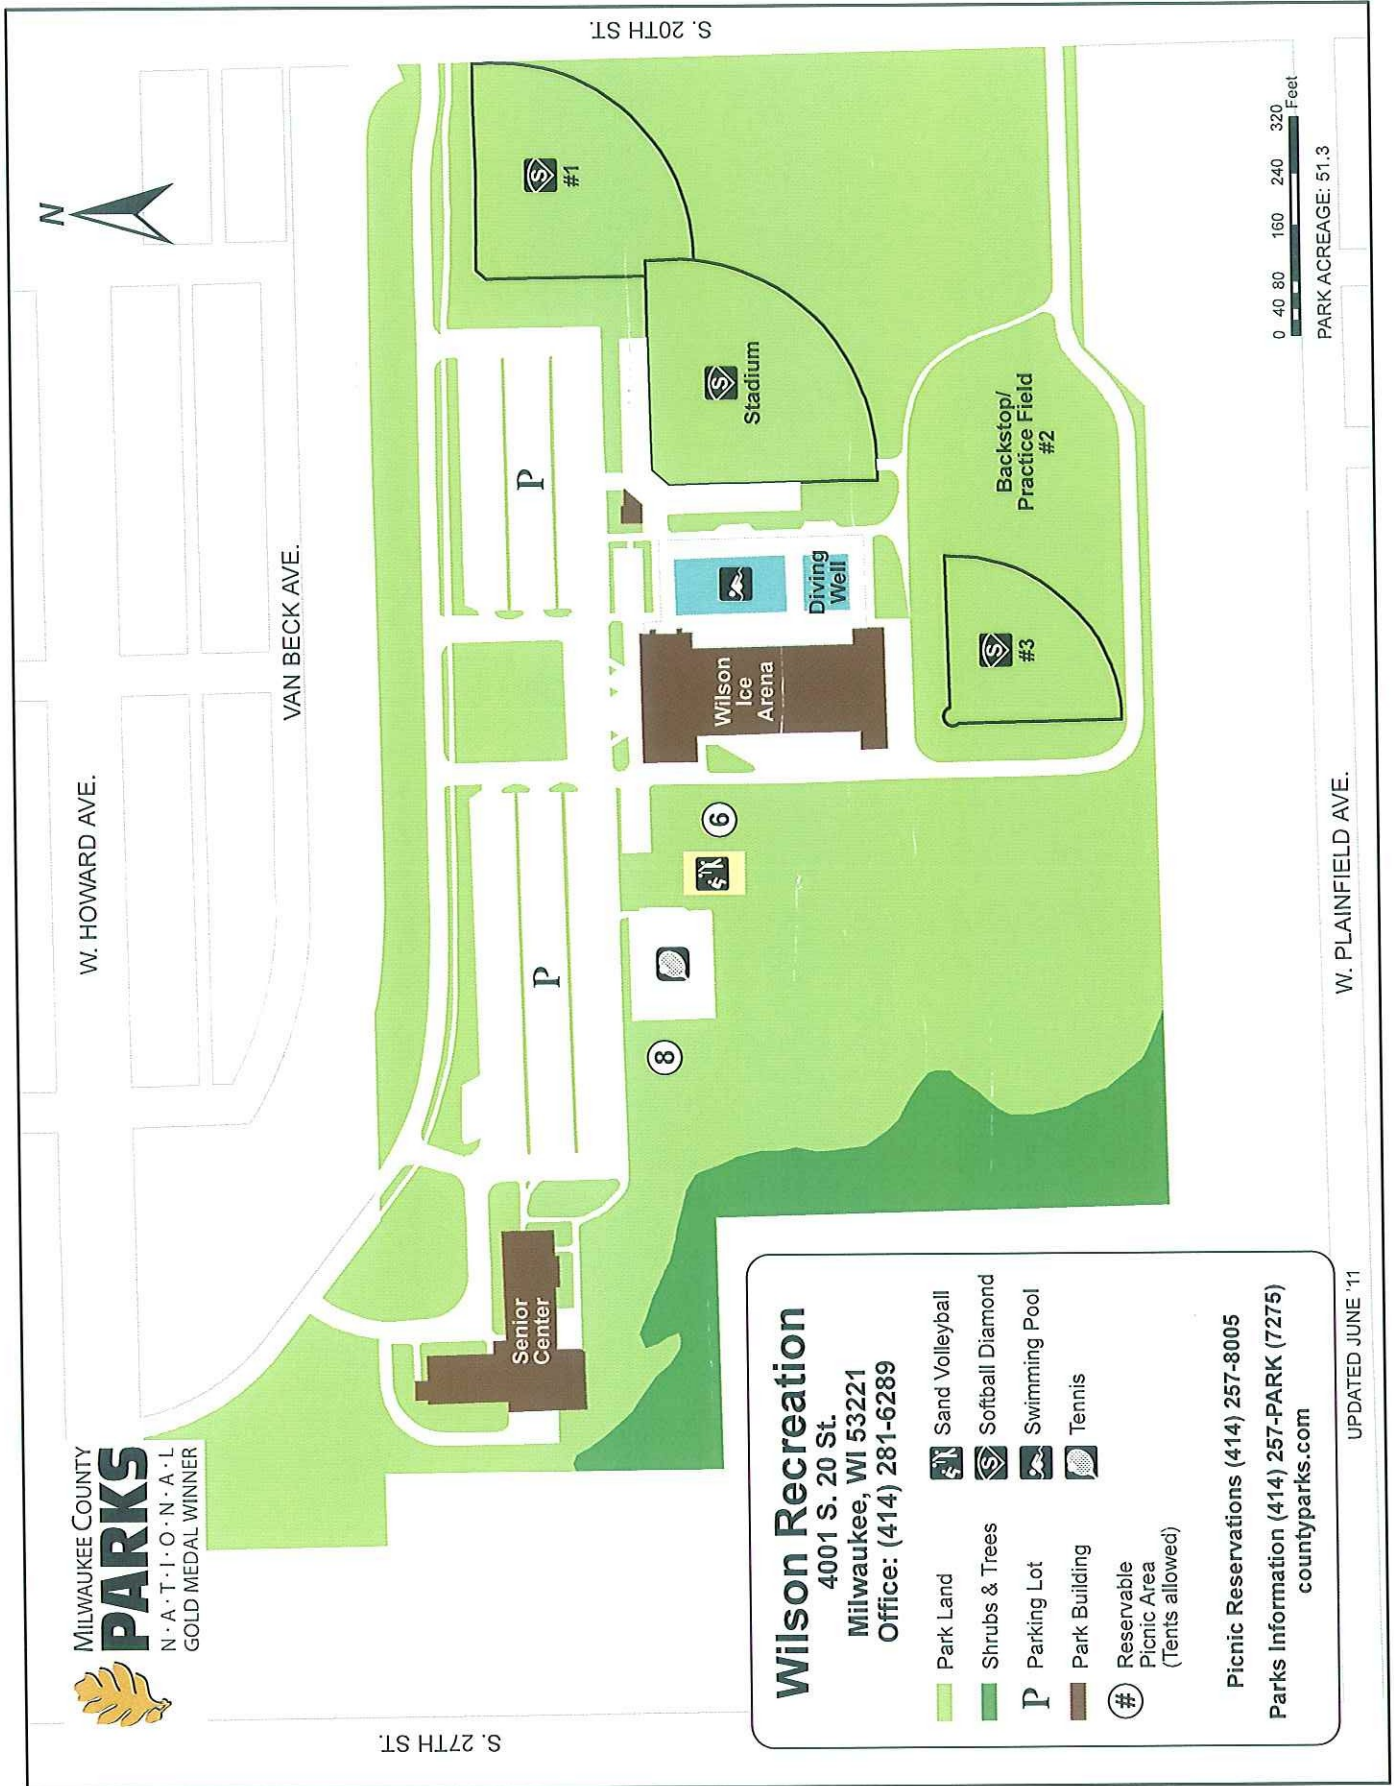 MILWAUKEE COUNTY
PARKS
N·A·T·I·O·N·A·L
GOLD MEDAL WINNER
W. HOWARD AVE.
N
VAN BECK AVE.
S. 27TH ST.
S. 20TH ST.
Senior
Center
P
P
#1
8
6
Wilson
Ice
Arena
Diving
Well
Stadium
#3
Backstop/
Practice Field
#2
Wilson Recreation
4001 S. 20 St.
Milwaukee, WI 53221
Office: (414) 281-6289
Park Land
Shrubs & Trees
P Parking Lot
Park Building
# Reservable
Picnic Area
(Tents allowed)
Sand Volleyball
S Softball Diamond
Swimming Pool
Tennis
Picnic Reservations (414) 257-8005
Parks Information (414) 257-PARK (7275)
countyparks.com
0 40 80 160 240 320
Feet
PARK ACREAGE: 51.3
W. PLAINFIELD AVE.
UPDATED JUNE '11